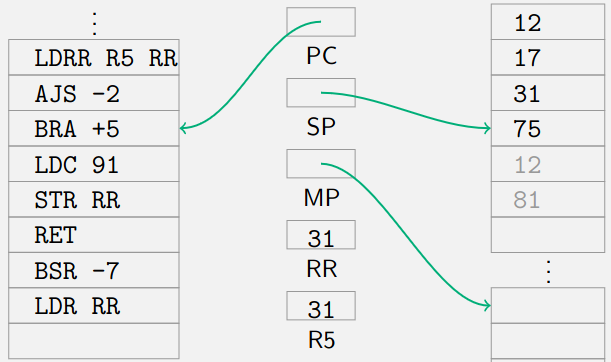 ⋮
LDRR R5 RR
AJS -2
BRA +5
LDC 91
STR RR
RET
BSR -7
LDR RR
PC
SP
MP
31
RR
31
R5
12
17
31
75
12
81
⋮